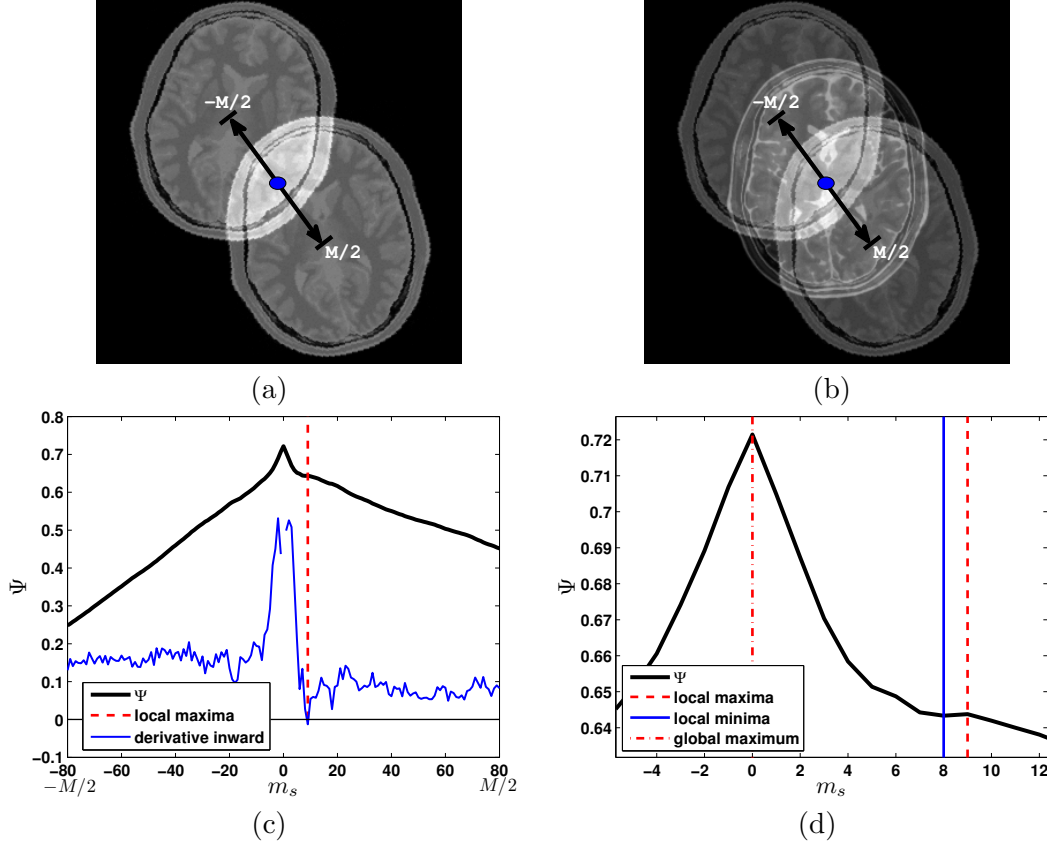 −M/2
M/2
−M/2
M/2
(a)
(b)
0.8
0.7
0.6
0.5
0.4
0.3
0.2
0.1
0
−0.1
Ψ
Ψ
local maxima
derivative inward
−80 −60 −40 −20 0 20 40 60 80
−M/2 m_s M/2
(c)
0.72
0.71
0.7
0.69
0.68
0.67
0.66
0.65
0.64
Ψ
Ψ
local maxima
local minima
global maximum
−4 −2 0 2 4 6 8 10 12
m_s
(d)